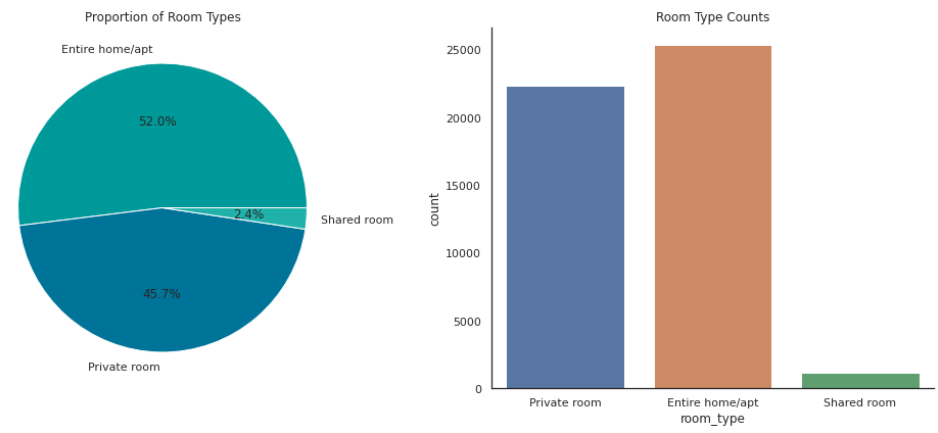 Proportion of Room Types
Entire home/apt
52.0%
2.4%
Shared room
45.7%
Private room
Room Type Counts
25000
20000
15000
10000
5000
0
count
Private room
Entire home/apt
Shared room
room_type